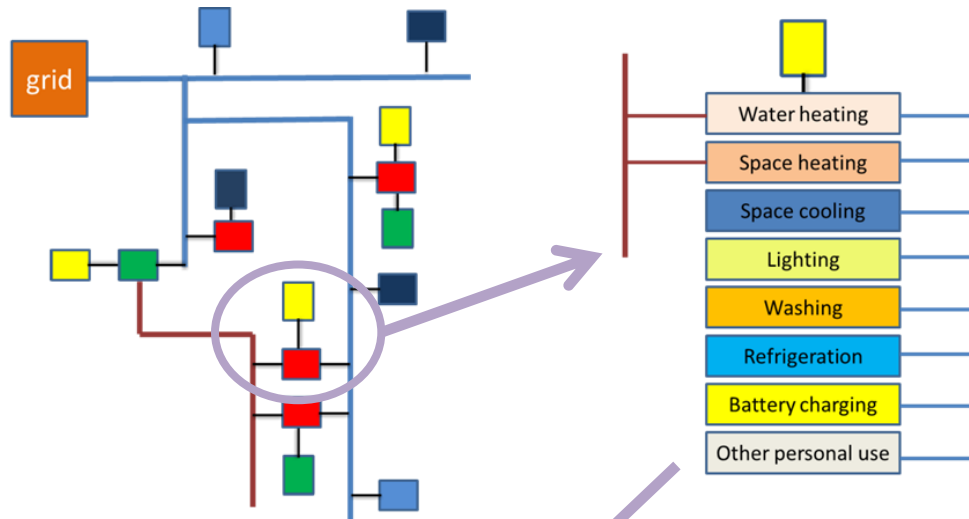 grid
Water heating
Space heating
Space cooling
Lighting
Washing
Refrigeration
Battery charging
Other personal use